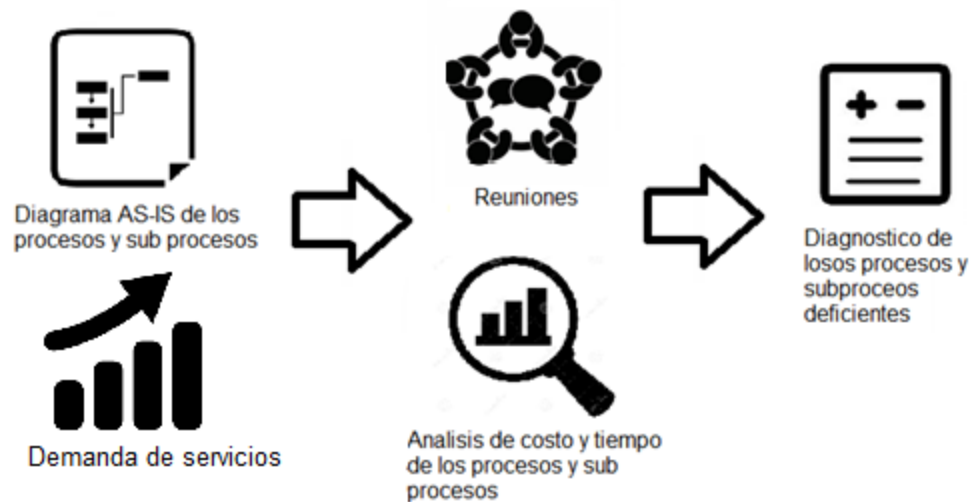 Diagrama AS-IS de los
procesos y sub procesos
Demanda de servicios
Reuniones
Analisis de costo y tiempo
de los procesos y sub
procesos
Diagnostico de
losos procesos y
subproceos
deficientes